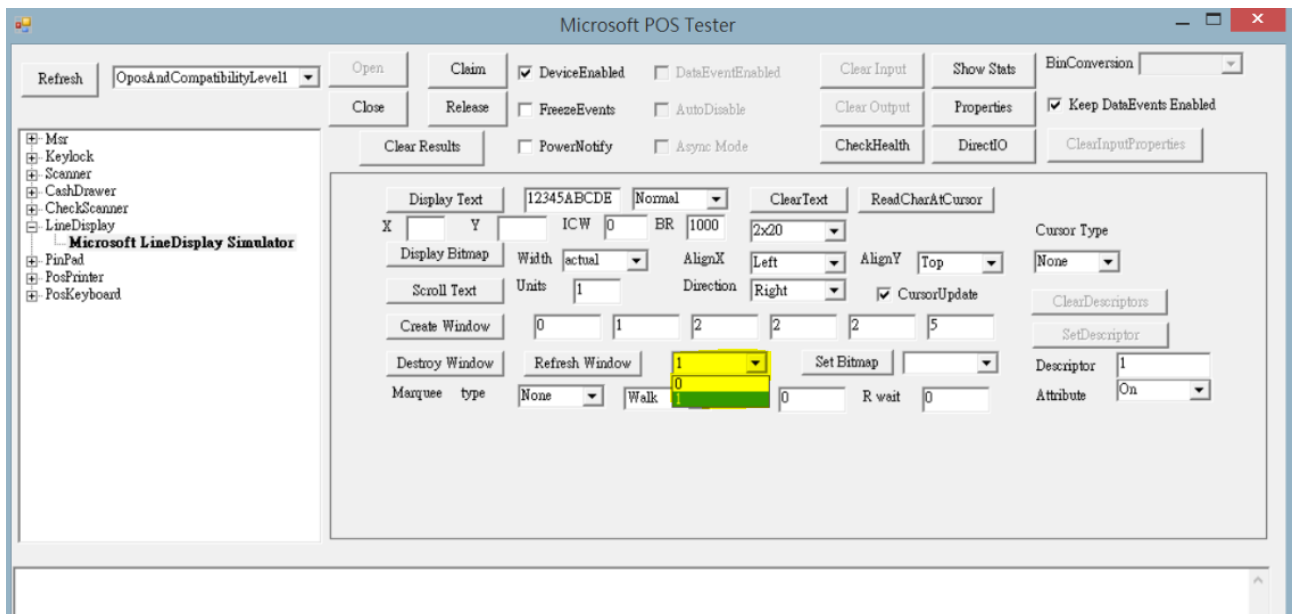 Microsoft POS Tester
Refresh OposAndCompatibilityLevel1 Open Claim DeviceEnabled DataEventEnabled Clear Input Show Stats BinConversion
Close Release FreezeEvents AutoDisable Clear Output Properties Keep DataEvents Enabled
Clear Results PowerNotify Async Mode CheckHealth DirectIO ClearInputProperties
Msr
Keylock
Scanner
CashDrawer
CheckScanner
LineDisplay
Microsoft LineDisplay Simulator
PinPad
PosPrinter
PosKeyboard
Display Text 12345ABCDE Normal ClearText ReadCharAtCursor
X Y ICW 0 BR 1000 2x20 Cursor Type
Display Bitmap Width actual AlignX Left AlignY Top None
Scroll Text Units 1 Direction Right CursorUpdate ClearDescriptors
Create Window 0 1 2 2 2 5 SetDescriptor
Destroy Window Refresh Window 1 Set Bitmap Descriptor 1
0
1
Marquee type None Walk 0 R wait 0 Attribute On